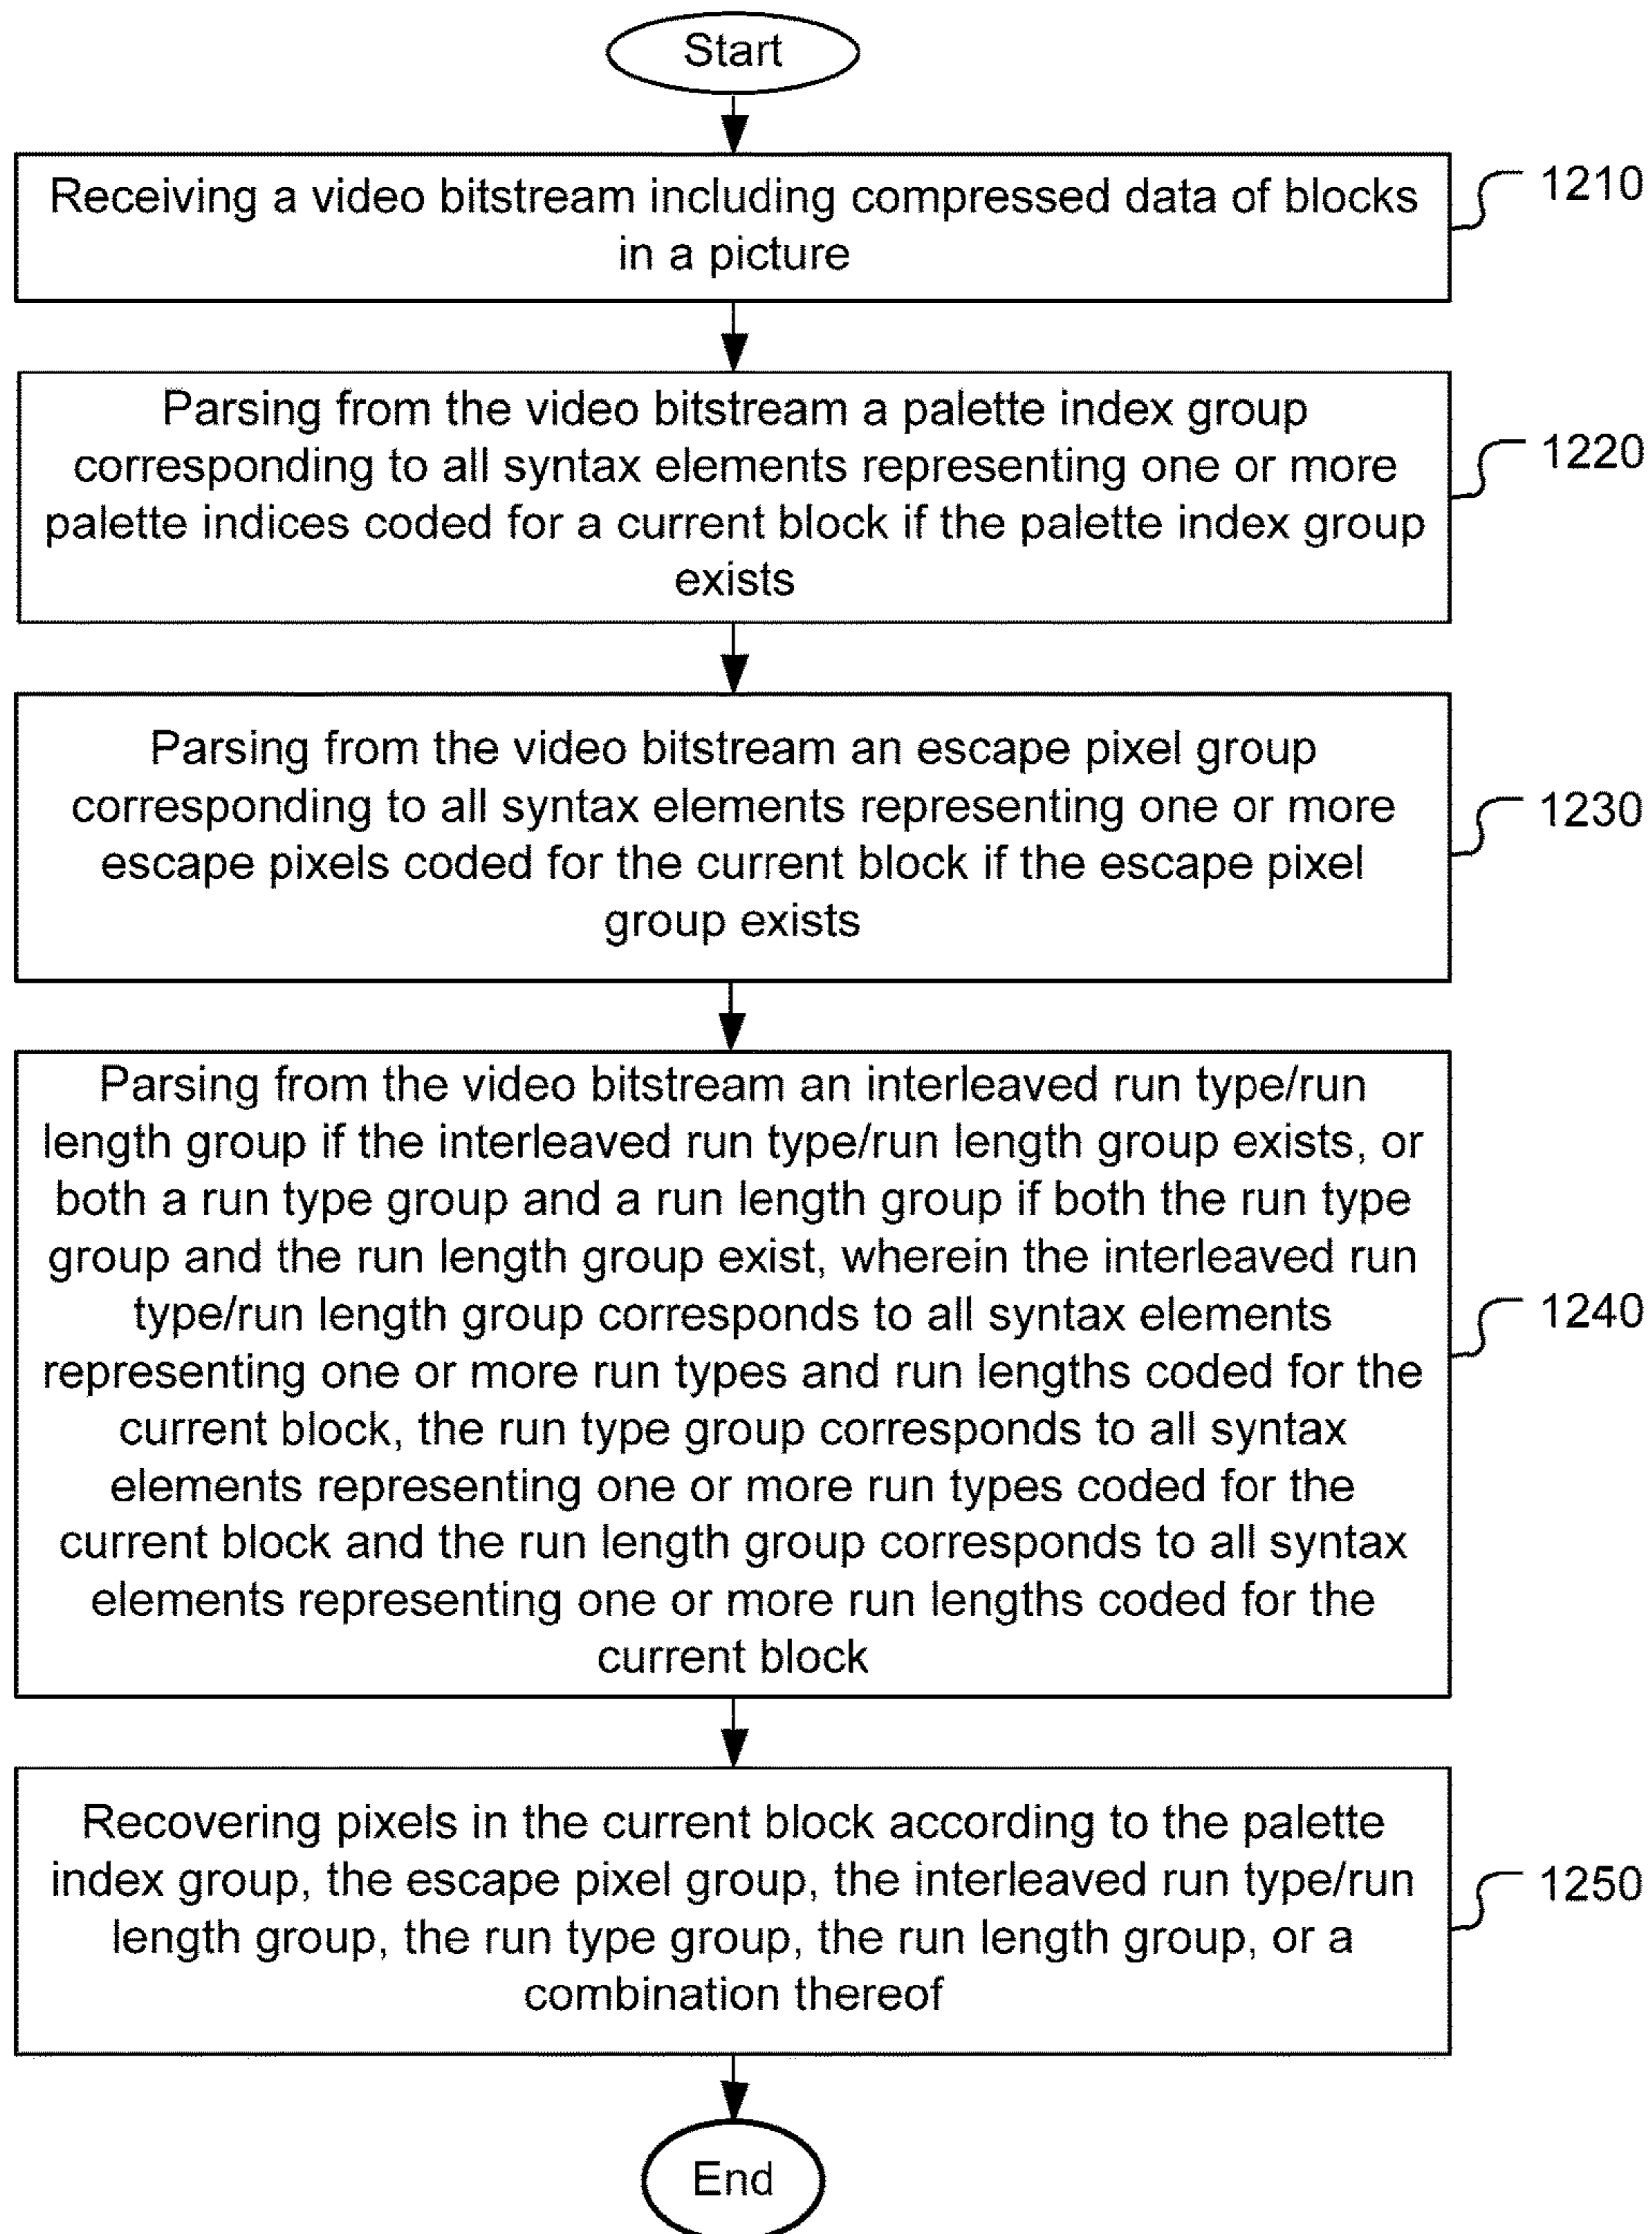 Start
Receiving a video bitstream including compressed data of blocks
in a picture
1210
Parsing from the video bitstream a palette index group
corresponding to all syntax elements representing one or more
palette indices coded for a current block if the palette index group
exists
1220
Parsing from the video bitstream an escape pixel group
corresponding to all syntax elements representing one or more
escape pixels coded for the current block if the escape pixel
group exists
1230
Parsing from the video bitstream an interleaved run type/run
length group if the interleaved run type/run length group exists, or
both a run type group and a run length group if both the run type
group and the run length group exist, wherein the interleaved run
type/run length group corresponds to all syntax elements
representing one or more run types and run lengths coded for the
current block, the run type group corresponds to all syntax
elements representing one or more run types coded for the
current block and the run length group corresponds to all syntax
elements representing one or more run lengths coded for the
current block
1240
Recovering pixels in the current block according to the palette
index group, the escape pixel group, the interleaved run type/run
length group, the run type group, the run length group, or a
combination thereof
1250
End